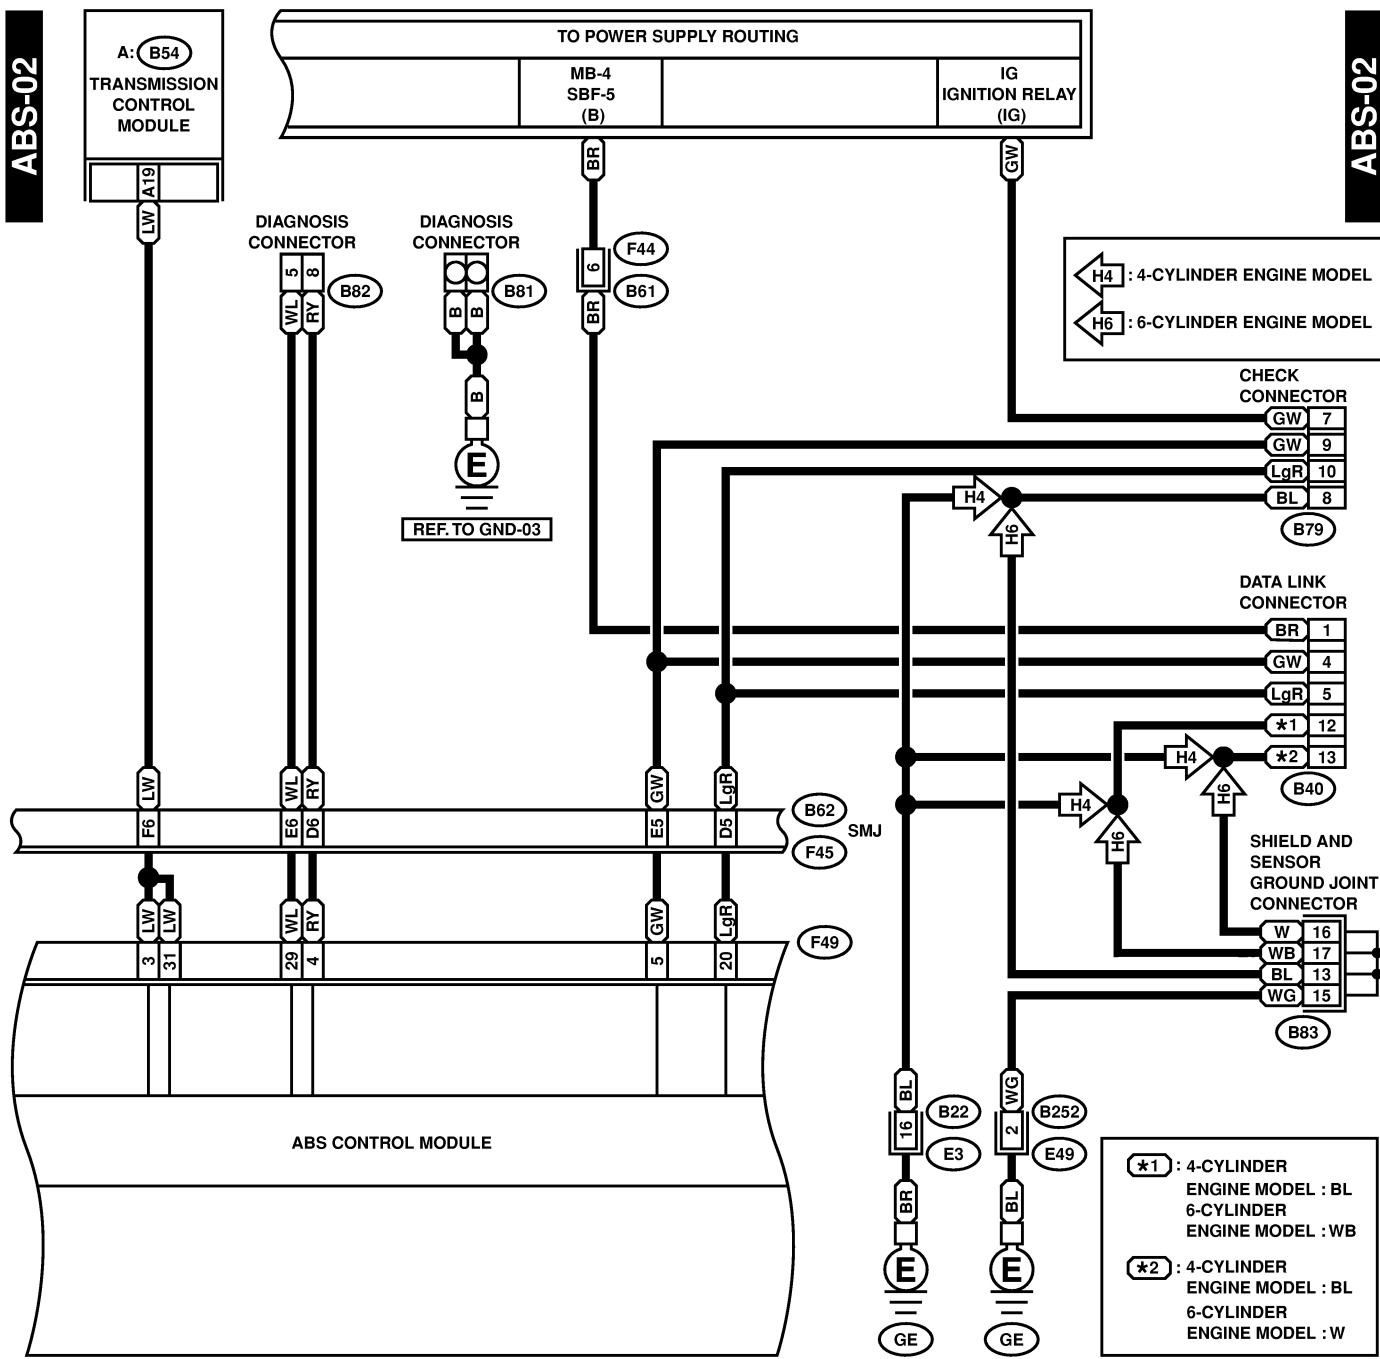 ABS-02
ABS-02
A: B54
TRANSMISSION
CONTROL
MODULE
A19
LW
TO POWER SUPPLY ROUTING
MB-4
SBF-5
(B)
IG
IGNITION RELAY
(IG)
BR
GW
DIAGNOSIS
CONNECTOR
5 8
B82
WL RY
DIAGNOSIS
CONNECTOR
B81
B B
B
E
REF. TO GND-03
F44
6
B61
BR
H4 : 4-CYLINDER ENGINE MODEL
H6 : 6-CYLINDER ENGINE MODEL
CHECK
CONNECTOR
GW 7
GW 9
LgR 10
BL 8
B79
H4
H6
DATA LINK
CONNECTOR
BR 1
GW 4
LgR 5
*1 12
*2 13
B40
H4
H6
H4
H6
LW WL RY GW LgR
F6 E6 D6 E5 D5
B62
SMJ
F45
LW LW WL RY GW LgR
3 31 29 4 5 20
F49
ABS CONTROL MODULE
SHIELD AND
SENSOR
GROUND JOINT
CONNECTOR
W 16
WB 17
BL 13
WG 15
B83
BL
16
B22
E3
BR
E
GE
WG
2
B252
E49
BL
E
GE
*1 : 4-CYLINDER
ENGINE MODEL : BL
6-CYLINDER
ENGINE MODEL : WB
*2 : 4-CYLINDER
ENGINE MODEL : BL
6-CYLINDER
ENGINE MODEL : W